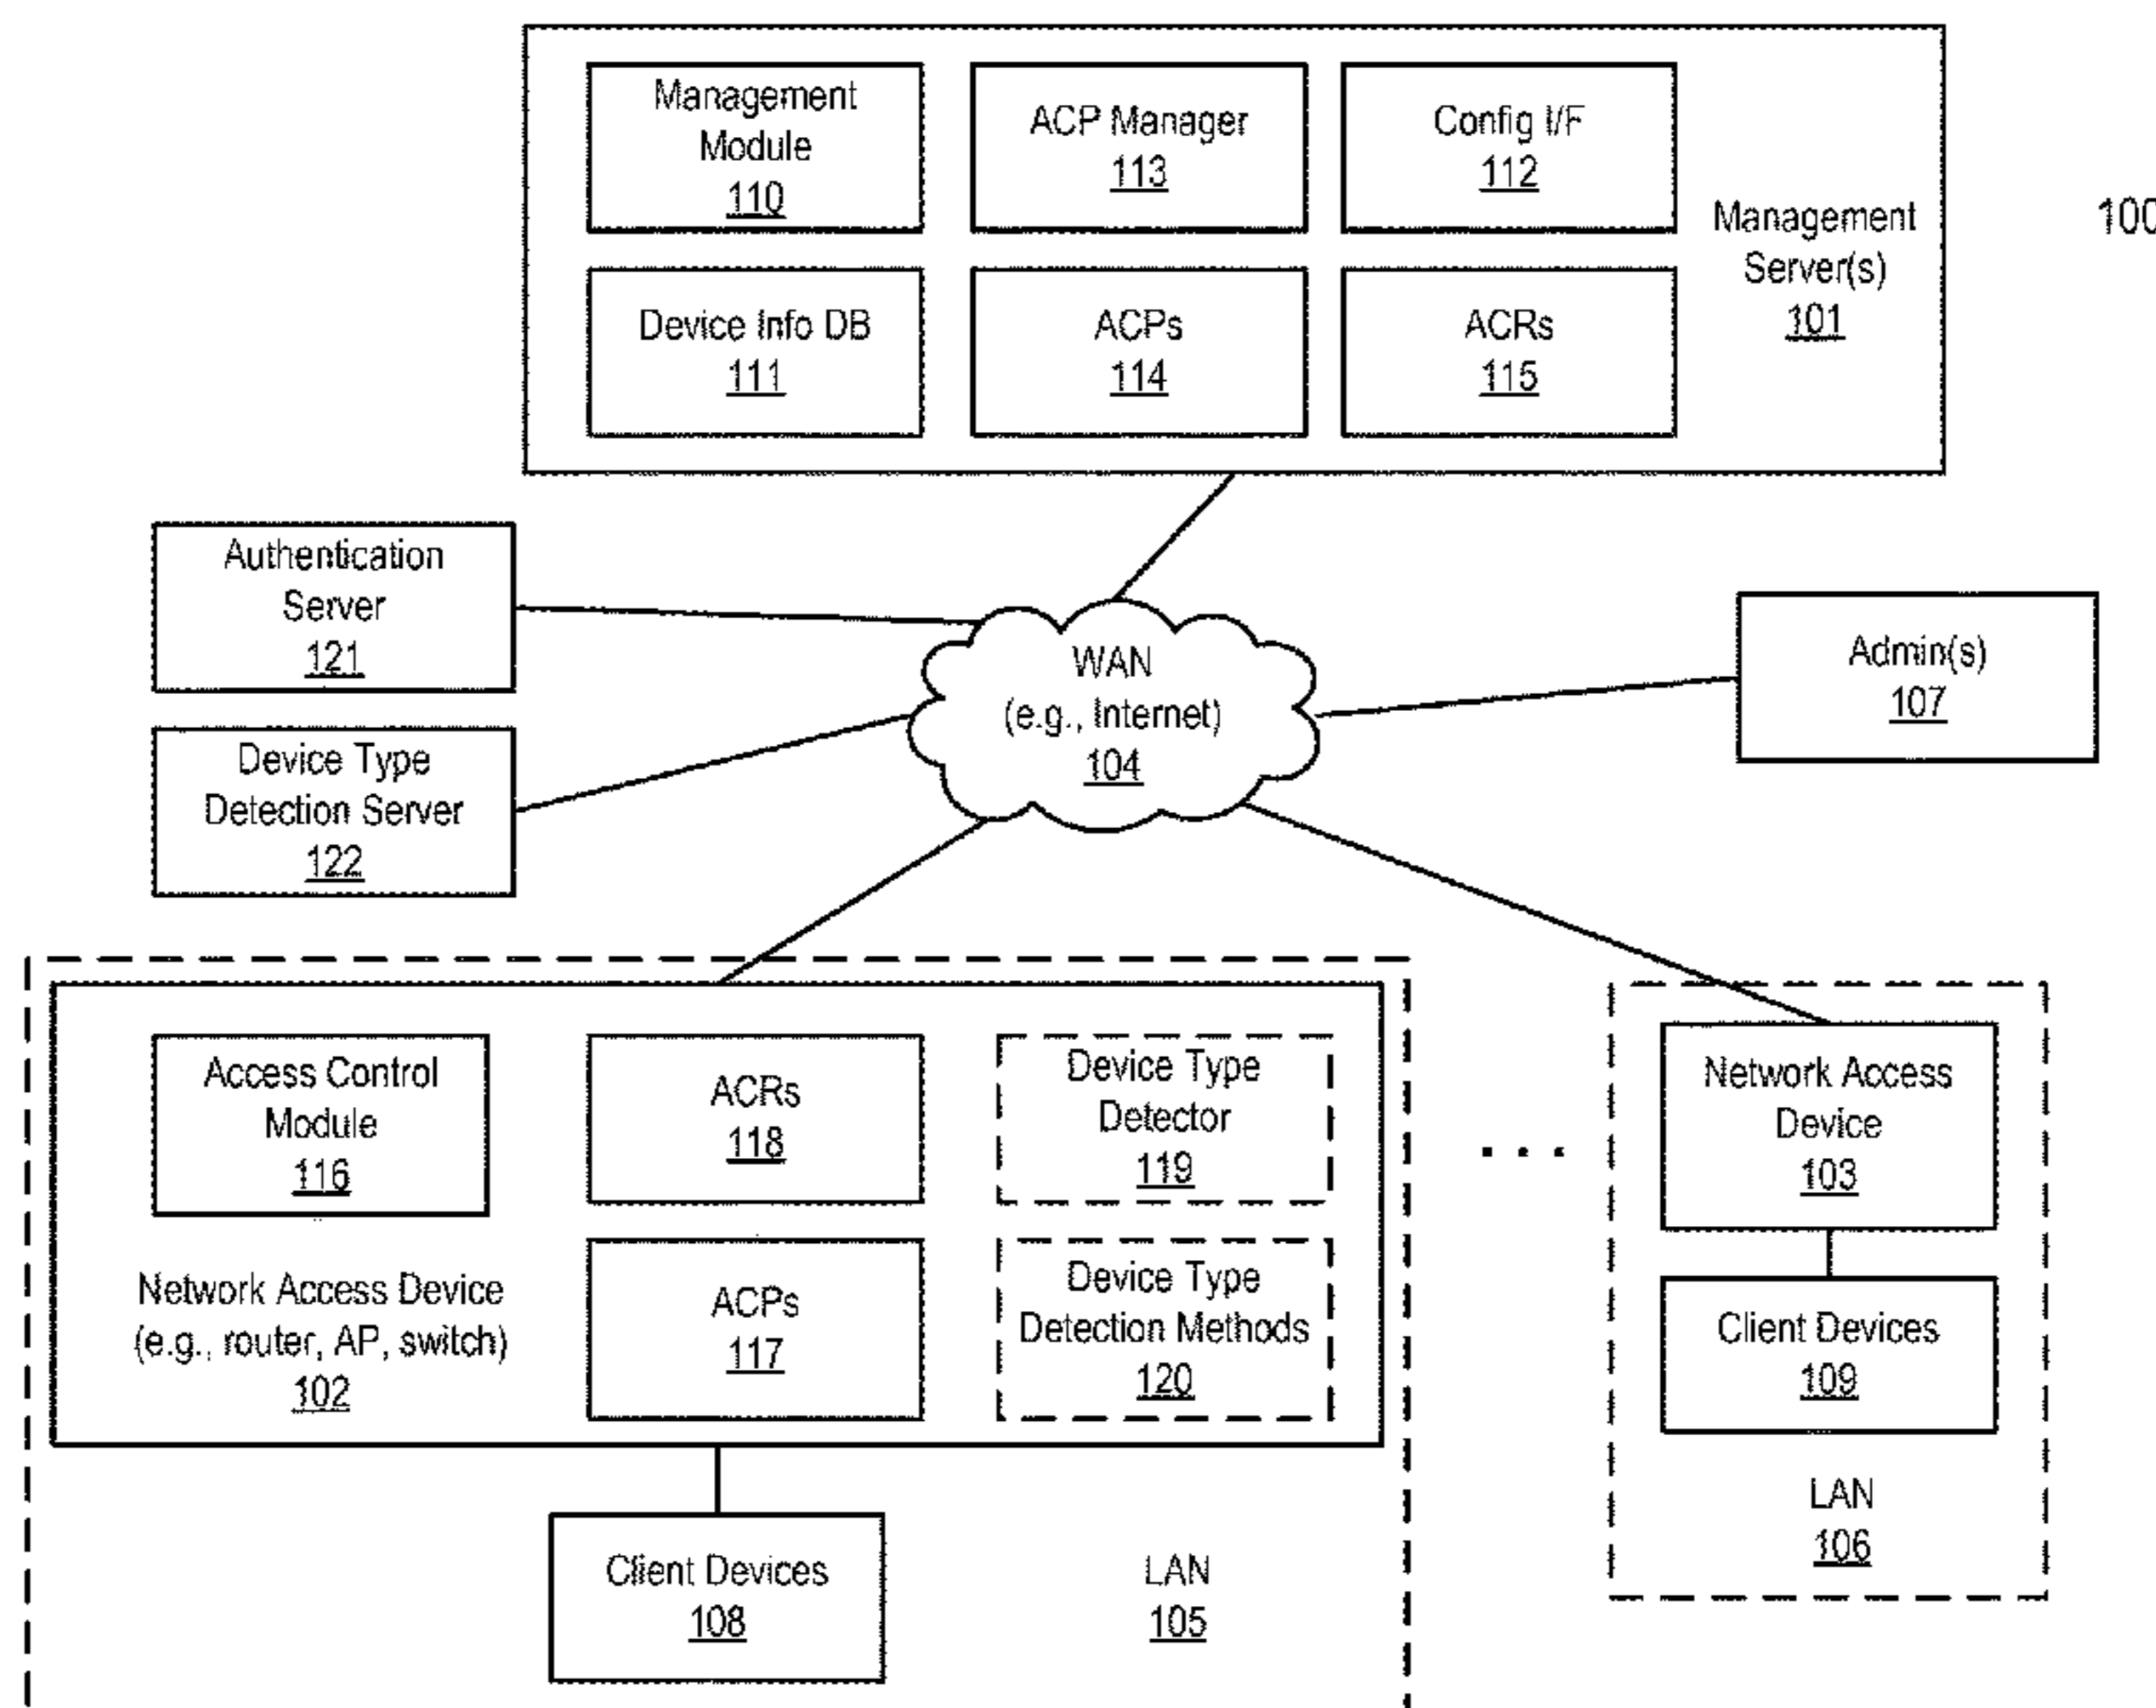 Management
Module
110
ACP Manager
113
Config I/F
112
Management
Server(s)
101
100
Device Info DB
111
ACPs
114
ACRs
115
Authentication
Server
121
Device Type
Detection Server
122
WAN
(e.g., Internet)
104
Admin(s)
107
Access Control
Module
116
ACRs
118
Device Type
Detector
119
Network Access Device
(e.g., router, AP, switch)
102
ACPs
117
Device Type
Detection Methods
120
. . .
Network Access
Device
103
Client Devices
109
LAN
106
Client Devices
108
LAN
105